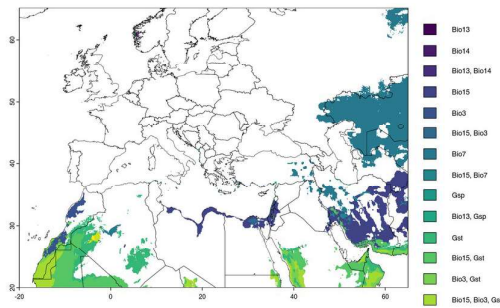 60
50
40
30
20
-20
0
20
40
60
Bio13
Bio14
Bio13, Bio14
Bio15
Bio3
Bio15, Bio3
Bio7
Bio15, Bio7
Gsp
Bio13, Gsp
Gst
Bio15, Gst
Bio3, Gst
Bio15, Bio3, Gs